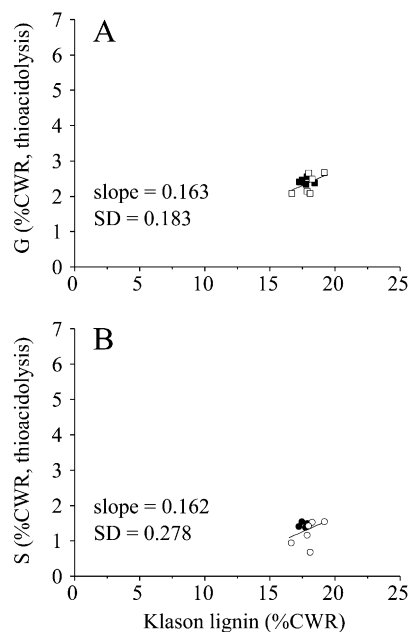 A
G (%CWR, thioacidolysis)
7
6
5
4
3
2
1
0
slope = 0.163
SD = 0.183
0 5 10 15 20 25
B
S (%CWR, thioacidolysis)
7
6
5
4
3
2
1
0
slope = 0.162
SD = 0.278
0 5 10 15 20 25
Klason lignin (%CWR)